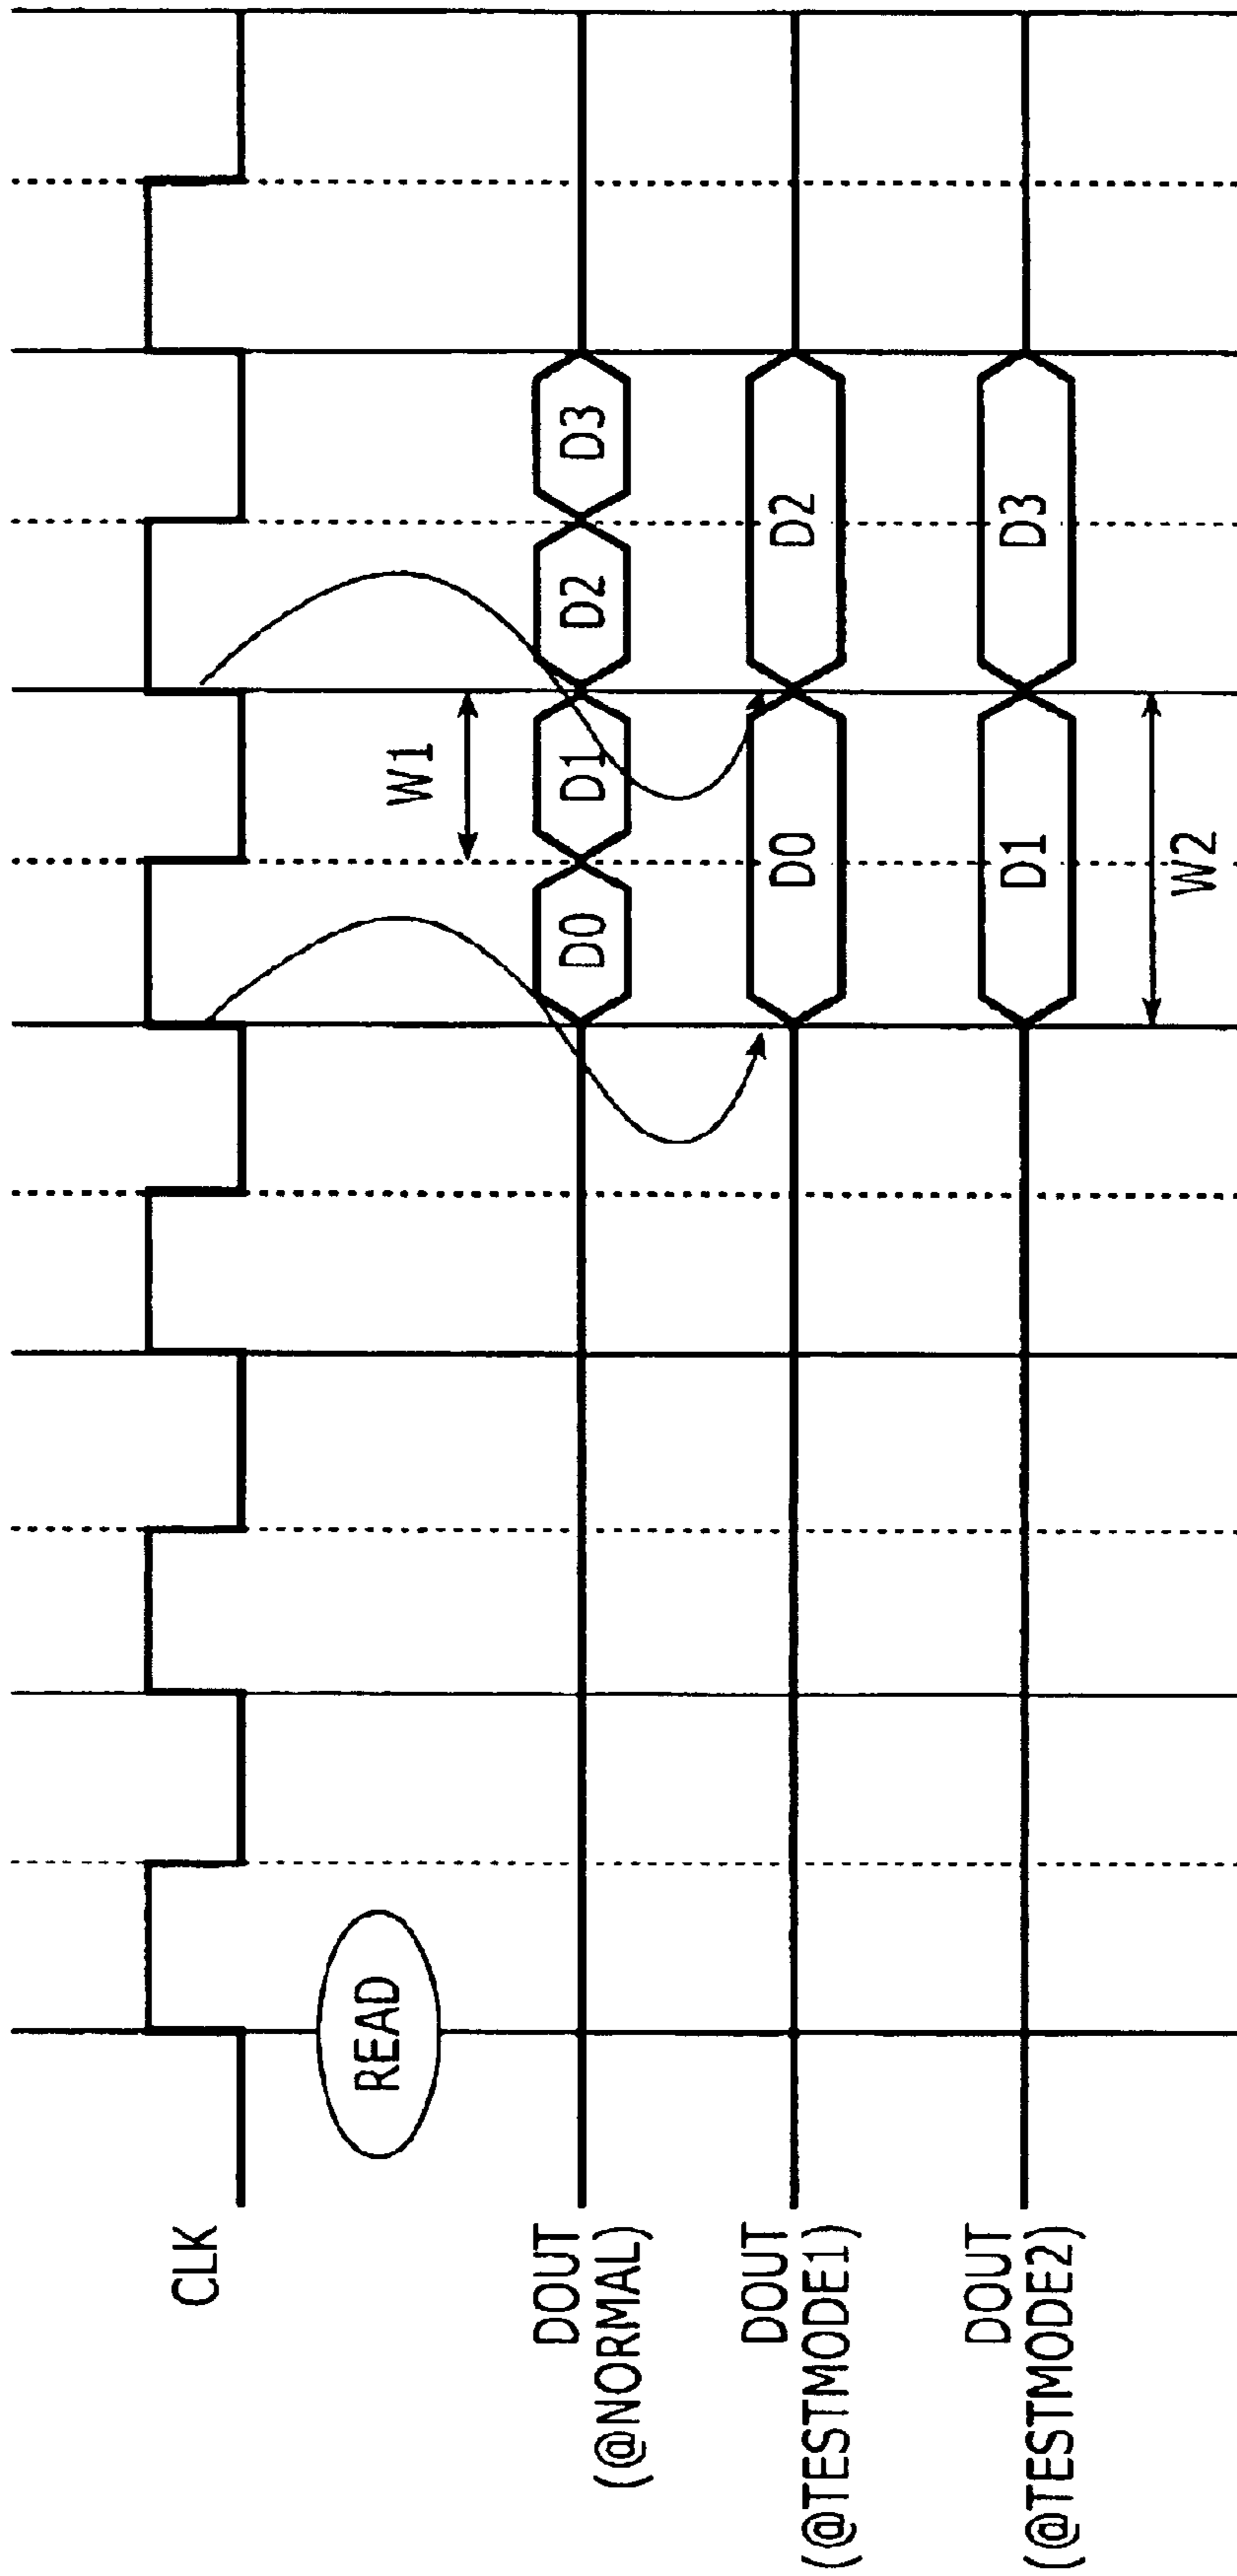 CLK
READ
W1
DOUT
(@NORMAL)
D0
D1
D2
D3
DOUT
(@TESTMODE1)
D0
D2
DOUT
(@TESTMODE2)
D1
D3
W2